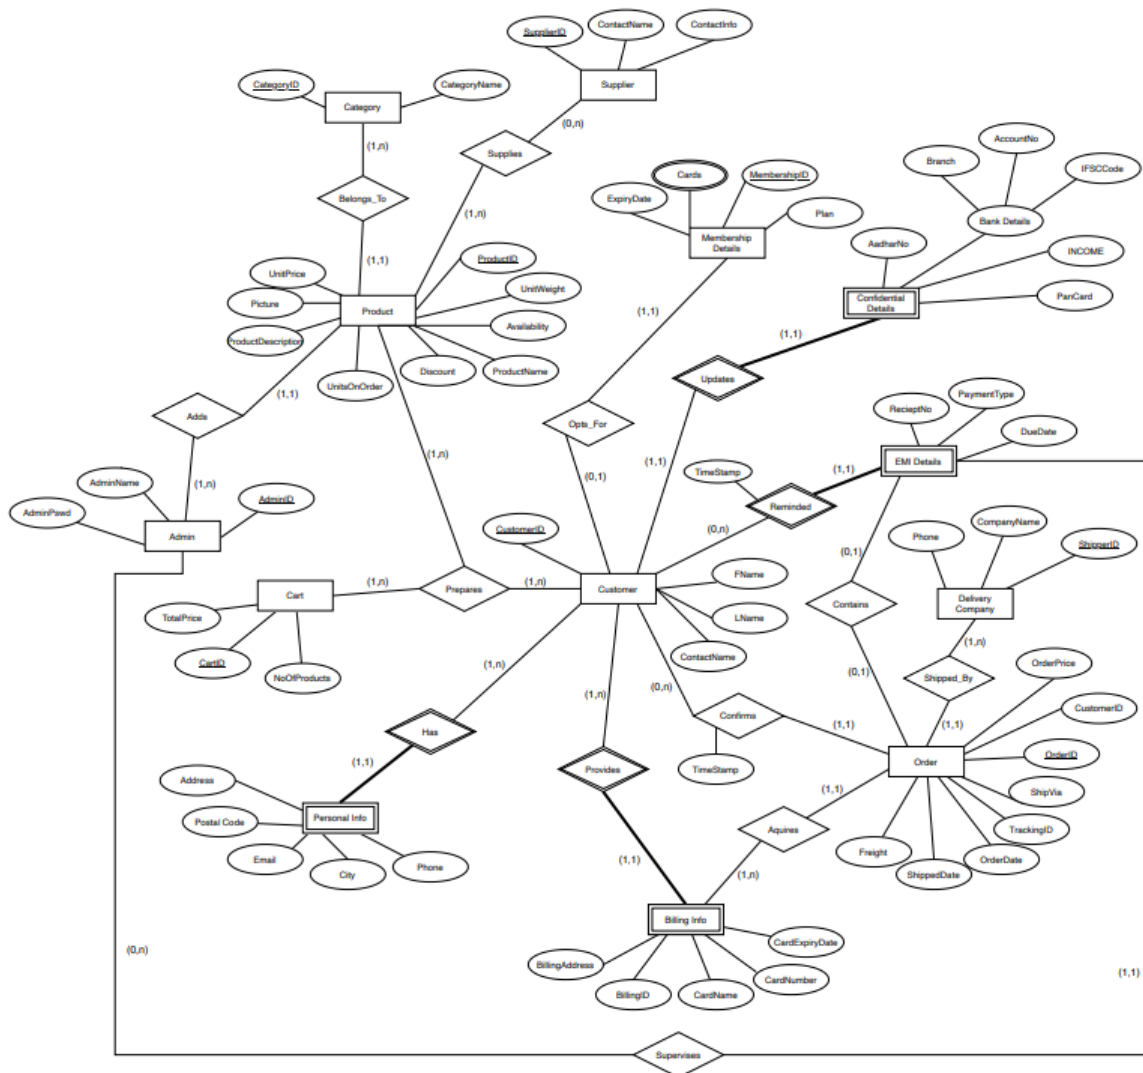 SupplierID
ContactName
ContactInfo
Supplier
CategoryID
CategoryName
Category
(0,n)
(1,n)
Supplies
Belongs_To
(1,n)
(1,1)
Cards
MembershipID
ExpiryDate
Plan
Membership
Details
AccountNo
Branch
IFSCCode
Bank Details
AadharNo
INCOME
PanCard
Confidential
Details
UnitPrice
ProductID
Picture
UnitWeight
Product
ProductDescription
Availability
UnitsOnOrder
Discount
ProductName
(1,1)
(1,1)
(1,1)
Updates
Adds
Opts_For
RecieptNo
PaymentType
DueDate
EMI Details
(1,n)
(1,1)
TimeStamp
(1,1)
Reminded
(0,1)
(0,n)
(1,n)
AdminName
AdminPswd
AdminID
Admin
CustomerID
Phone
CompanyName
ShipperID
Delivery
Company
(0,1)
Contains
FName
LName
ContactName
Customer
Cart
(1,n)
Prepares
(1,n)
TotalPrice
CartID
NoOfProducts
(1,n)
(1,n)
(0,n)
(0,1)
(1,n)
Shipped_By
(1,1)
OrderPrice
CustomerID
OrderID
ShipVia
TrackingID
OrderDate
ShippedDate
Freight
Order
Confirms
(1,1)
TimeStamp
Has
(1,1)
Provides
Address
Postal Code
Email
City
Phone
Personal Info
(1,1)
Aquires
(1,n)
(1,1)
Billing Info
BillingAddress
BillingID
CardName
CardNumber
CardExpiryDate
(0,n)
(1,1)
Supervises